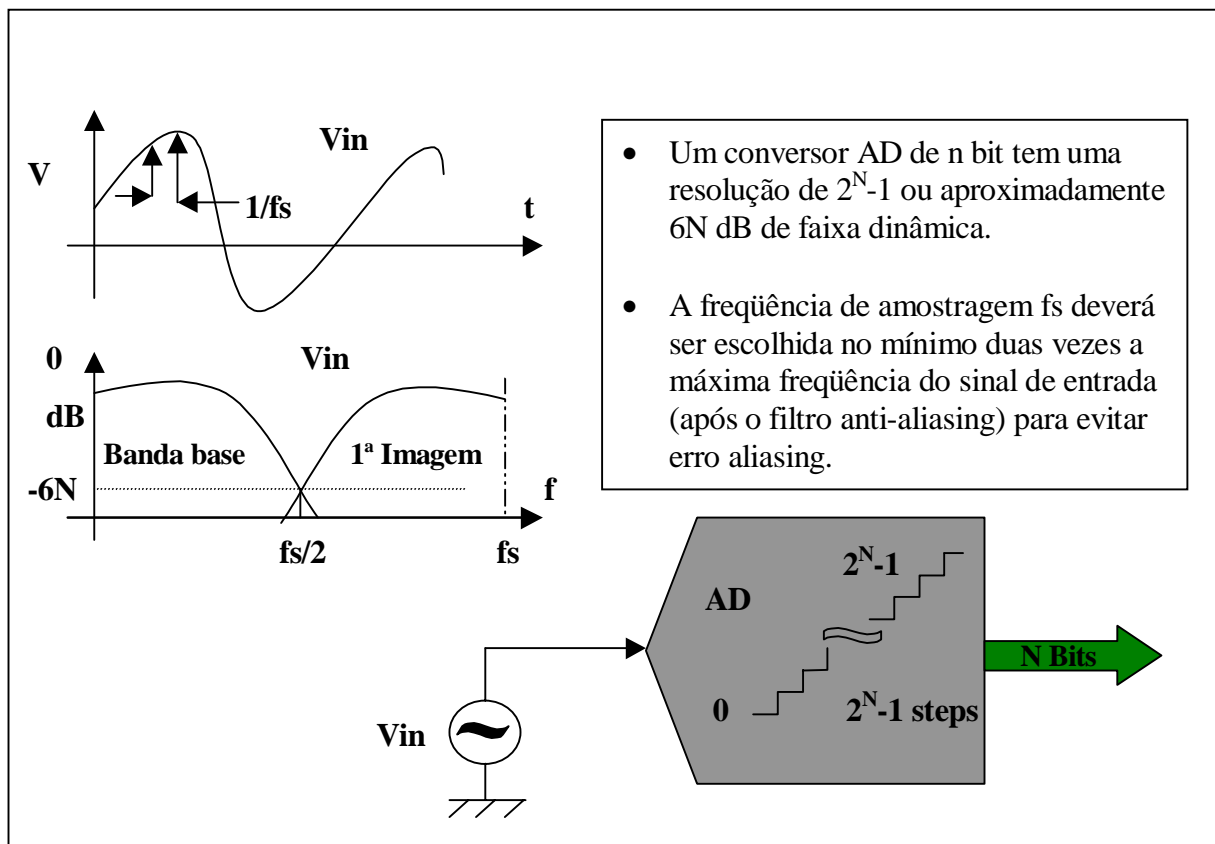 Vin
V
1/fs
t
• Um conversor AD de n bit tem uma
resolução de 2^N-1 ou aproximadamente
6N dB de faixa dinâmica.
• A freqüência de amostragem fs deverá
ser escolhida no mínimo duas vezes a
máxima freqüência do sinal de entrada
(após o filtro anti-aliasing) para evitar
erro aliasing.
0
Vin
dB
Banda base
1ª Imagem
-6N
f
fs/2
fs
2^N-1
AD
N Bits
0
2^N-1 steps
Vin